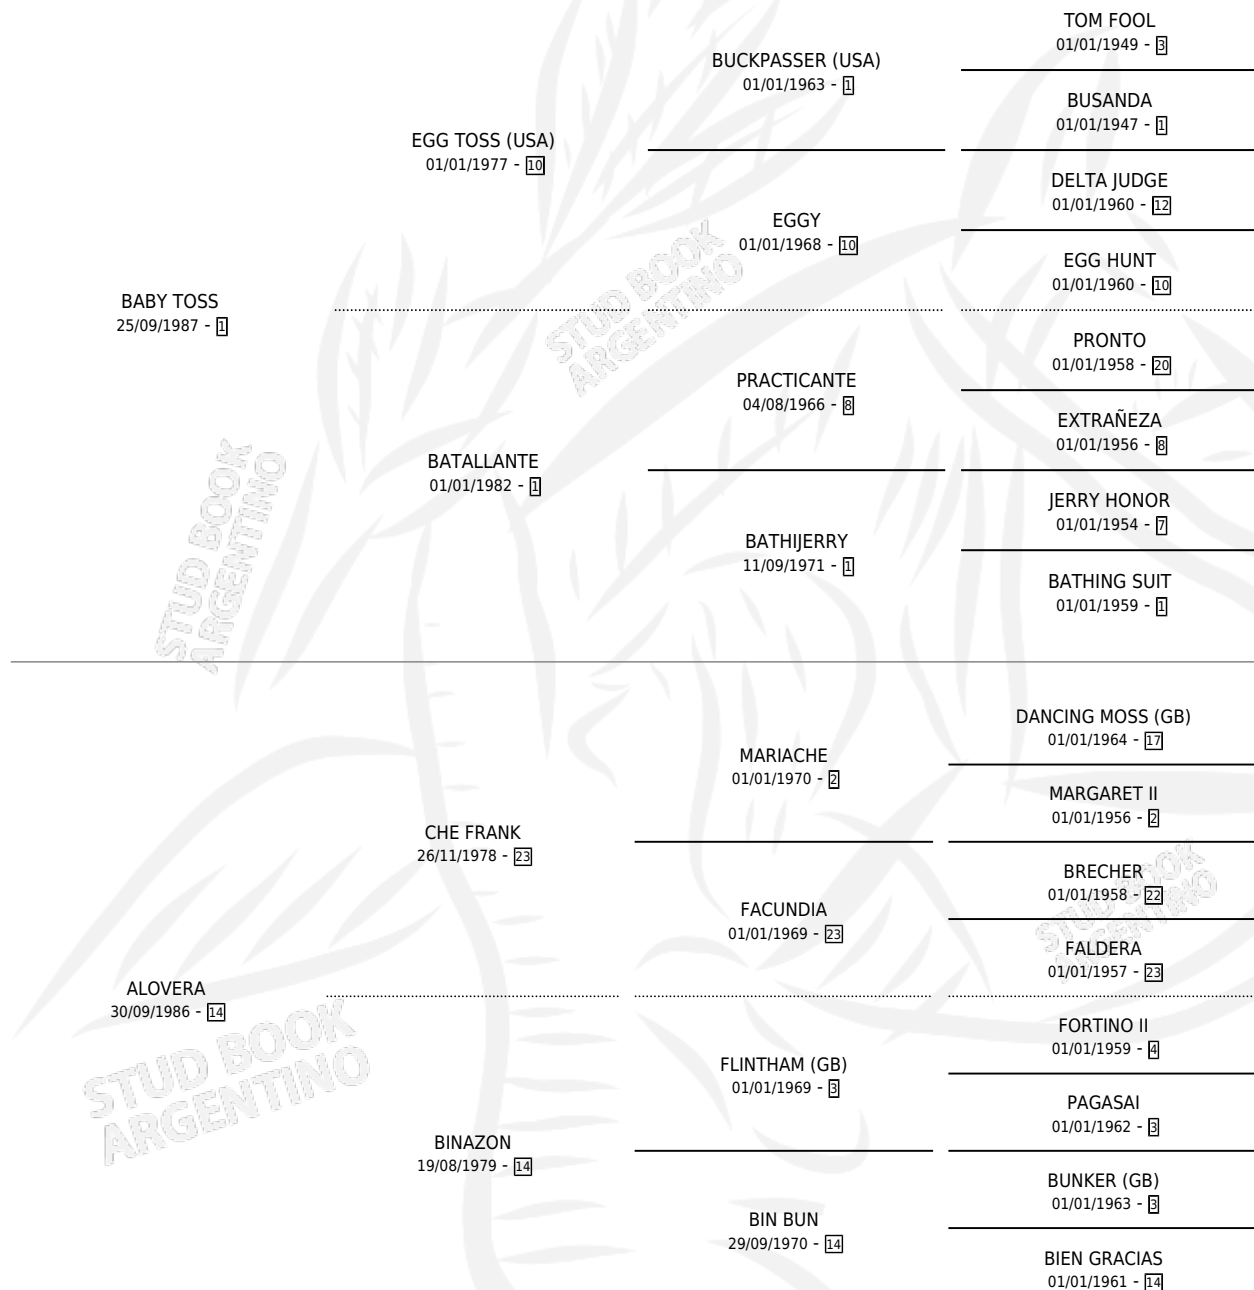 TOM FOOL
01/01/1949 - 3
BUCKPASSER (USA)
01/01/1963 - 1
BUSANDA
01/01/1947 - 1
EGG TOSS (USA)
01/01/1977 - 10
DELTA JUDGE
01/01/1960 - 12
EGGY
01/01/1968 - 10
EGG HUNT
01/01/1960 - 10
BABY TOSS
25/09/1987 - 1
PRONTO
01/01/1958 - 20
PRACTICANTE
04/08/1966 - 8
EXTRAÑEZA
01/01/1956 - 8
BATALLANTE
01/01/1982 - 1
JERRY HONOR
01/01/1954 - 7
BATHIJERRY
11/09/1971 - 1
BATHING SUIT
01/01/1959 - 1
DANCING MOSS (GB)
01/01/1964 - 17
MARIACHE
01/01/1970 - 2
MARGARET II
01/01/1956 - 2
CHE FRANK
26/11/1978 - 23
BRECHER
01/01/1958 - 22
FACUNDIA
01/01/1969 - 23
FALDERA
01/01/1957 - 23
ALOVERA
30/09/1986 - 14
FORTINO II
01/01/1959 - 4
FLINTHAM (GB)
01/01/1969 - 3
PAGASAI
01/01/1962 - 3
BINAZON
19/08/1979 - 14
BUNKER (GB)
01/01/1963 - 3
BIN BUN
29/09/1970 - 14
BIEN GRACIAS
01/01/1961 - 14
STUD BOOK
ARGENTINO
STUD BOOK
ARGENTINO
STUD BOOK
ARGENTINO
STUD BOOK
ARGENTINO